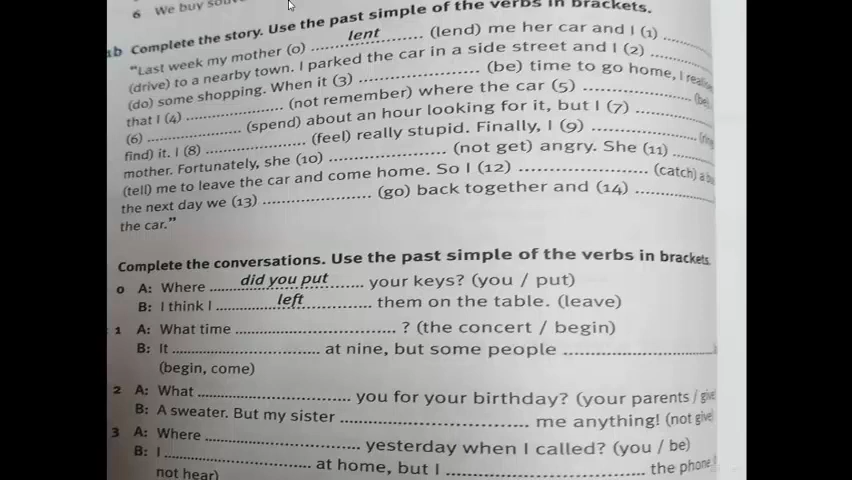 6 We buy
1b Complete the story. Use the past simple of the verbs in brackets.
"Last week my mother (0) lent (lend) me her car and I (1)
(drive) to a nearby town. I parked the car in a side street and I (2)
(do) some shopping. When it (3) (be) time to go home, I
that I (4) (not remember) where the car (5) (be)
(6) (spend) about an hour looking for it, but I (7)
find) it. I (8) (feel) really stupid. Finally, I (9)
mother. Fortunately, she (10) (not get) angry. She (11)
(tell) me to leave the car and come home. So I (12) (catch) a
the next day we (13) (go) back together and (14)
the car."
Complete the conversations. Use the past simple of the verbs in brackets
0 A: Where did you put your keys? (you / put)
B: I think I left them on the table. (leave)
1 A: What time ? (the concert / begin)
B: It at nine, but some people
(begin, come)
2 A: What you for your birthday? (your parents / give
B: A sweater. But my sister me anything! (not give)
3 A: Where yesterday when I called? (you / be)
B: I at home, but I the phone.
not hear)